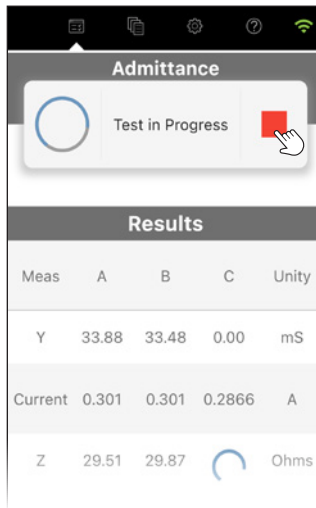 Admittance
Test in Progress
Results
Meas A B C Unity
Y 33.88 33.48 0.00 mS
Current 0.301 0.301 0.2866 A
Z 29.51 29.87 Ohms